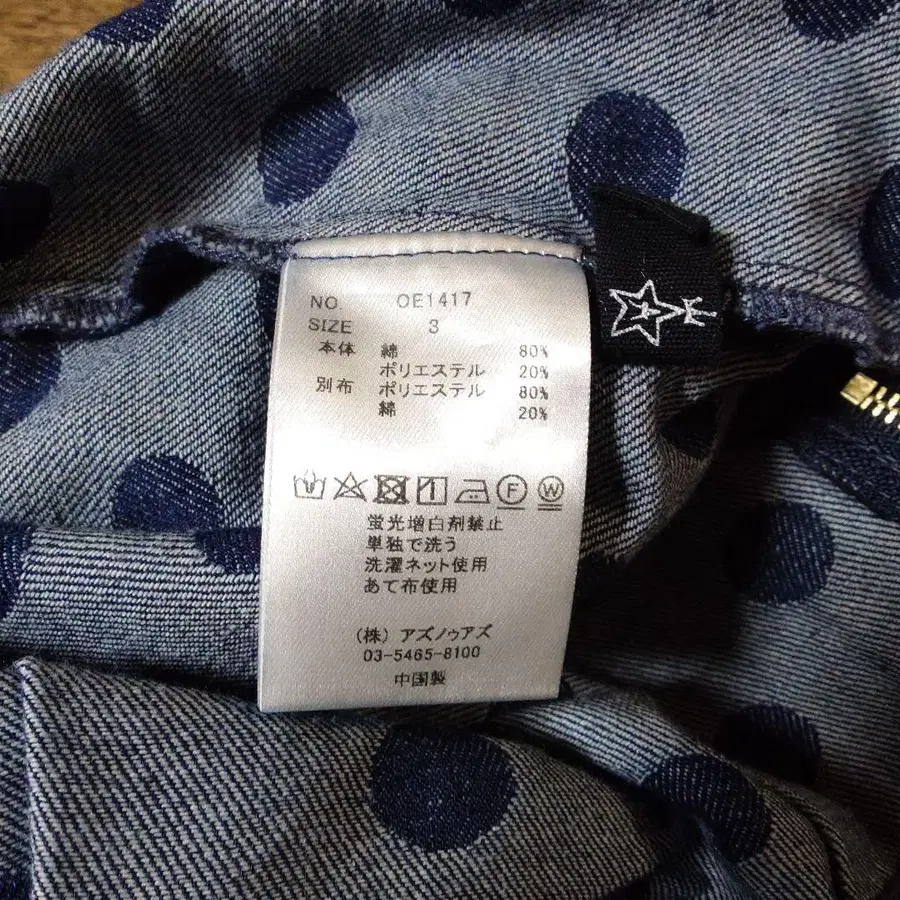 NO. OE1417
SIZE 3
本体 綿 80%
ポリエステル 20%
別布 ポリエステル 80%
綿 20%
F W
蛍光増白剤禁止
単独で洗う
洗濯ネット使用
あて布使用
(株) アズノゥアズ
03-5465-8100
中国製